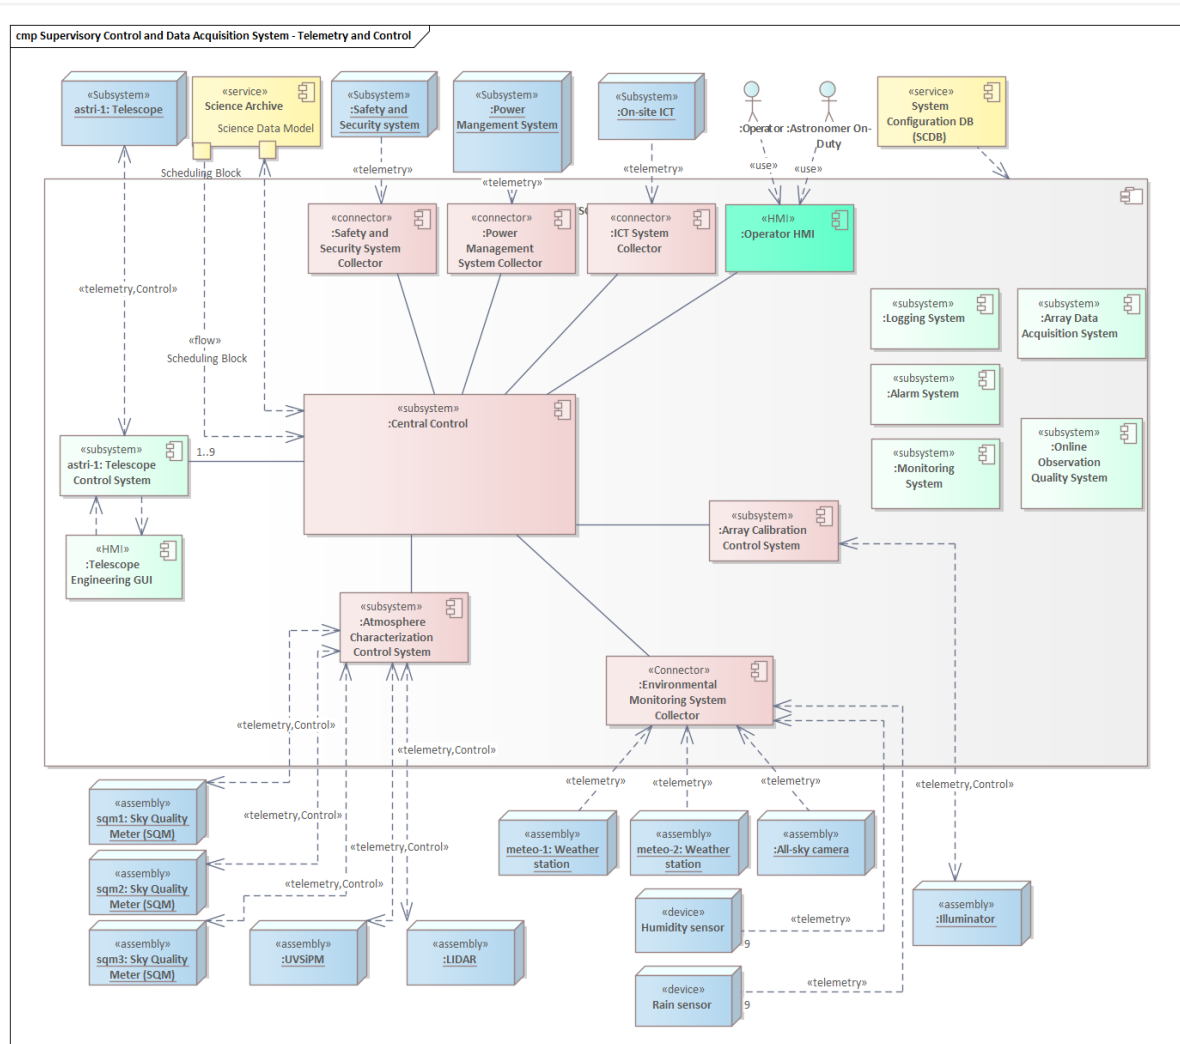 cmp Supervisory Control and Data Acquisition System - Telemetry and Control
«Subsystem»
astri-1: Telescope
«service»
Science Archive
Science Data Model
Scheduling Block
«Subsystem»
:Safety and
Security system
«Subsystem»
:Power
Mangement System
«Subsystem»
:On-site ICT
:Operator
:Astronomer On-
Duty
«service»
System
Configuration DB
(SCDB)
«telemetry»
«telemetry»
«telemetry»
«use»
«use»
«connector»
:Safety and
Security System
Collector
«connector»
:Power
Management
System Collector
«connector»
:ICT System
Collector
«HMI»
:Operator HMI
«telemetry,Control»
«flow»
Scheduling Block
«subsystem»
:Logging System
«subsystem»
:Array Data
Acquisition System
«subsystem»
:Alarm System
«subsystem»
:Monitoring
System
«subsystem»
:Online
Observation
Quality System
«subsystem»
:Central Control
«subsystem»
astri-1: Telescope
Control System
1..9
«HMI»
:Telescope
Engineering GUI
«subsystem»
:Array Calibration
Control System
«subsystem»
:Atmosphere
Characterization
Control System
«Connector»
:Environmental
Monitoring System
Collector
«telemetry,Control»
«telemetry,Control»
«telemetry,Control»
«telemetry,Control»
«telemetry,Control»
«telemetry»
«telemetry»
«telemetry»
«telemetry,Control»
«assembly»
sqm1: Sky Quality
Meter (SQM)
«assembly»
sqm2: Sky Quality
Meter (SQM)
«assembly»
sqm3: Sky Quality
Meter (SQM)
«assembly»
:UVSiPM
«assembly»
:LIDAR
«assembly»
meteo-1: Weather
station
«assembly»
meteo-2: Weather
station
«assembly»
:All-sky camera
«device»
Humidity sensor
9
«telemetry»
«device»
Rain sensor
9
«telemetry»
«assembly»
:Illuminator